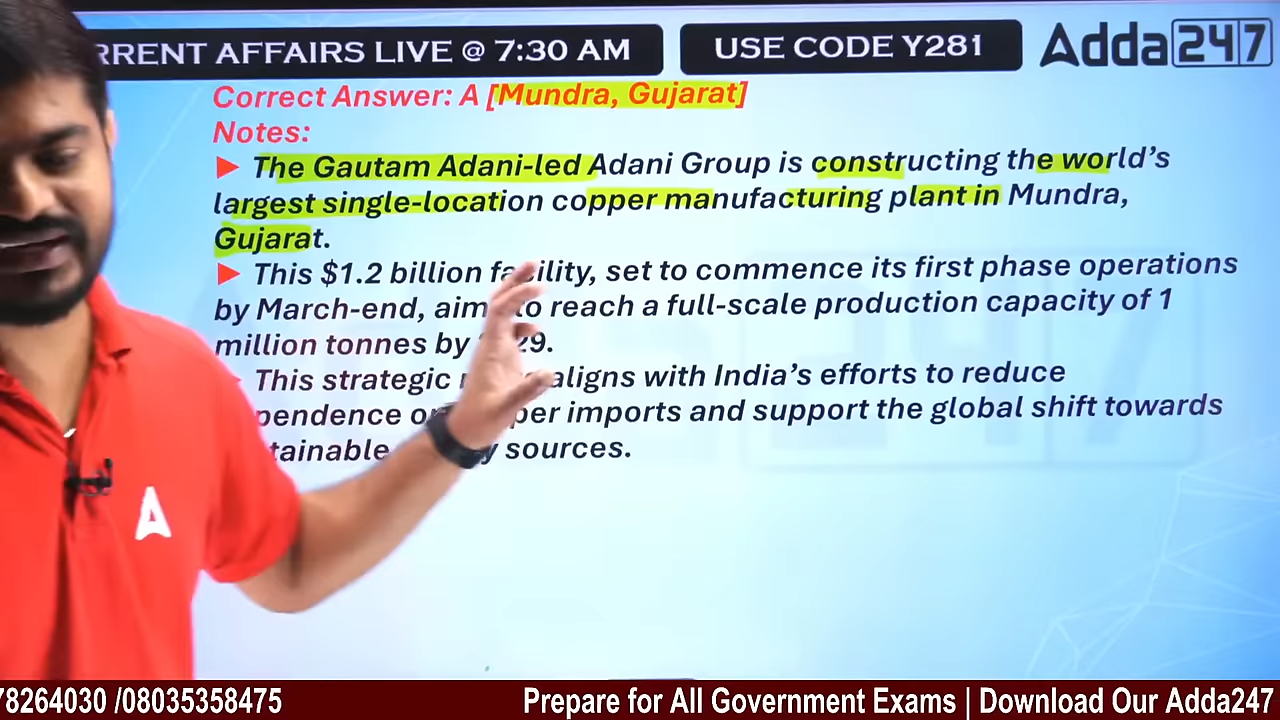 RRENT AFFAIRS LIVE @ 7:30 AM
USE CODE Y281
Adda247
Correct Answer: A [Mundra, Gujarat]
Notes:
► The Gautam Adani-led Adani Group is constructing the world's
largest single-location copper manufacturing plant in Mundra,
Gujarat.
► This $1.2 billion facility, set to commence its first phase operations
by March-end, aim to reach a full-scale production capacity of 1
million tonnes by 29.
This strategic aligns with India's efforts to reduce
pendence o per imports and support the global shift towards
tainable y sources.
78264030 /08035358475
Prepare for All Government Exams | Download Our Adda247